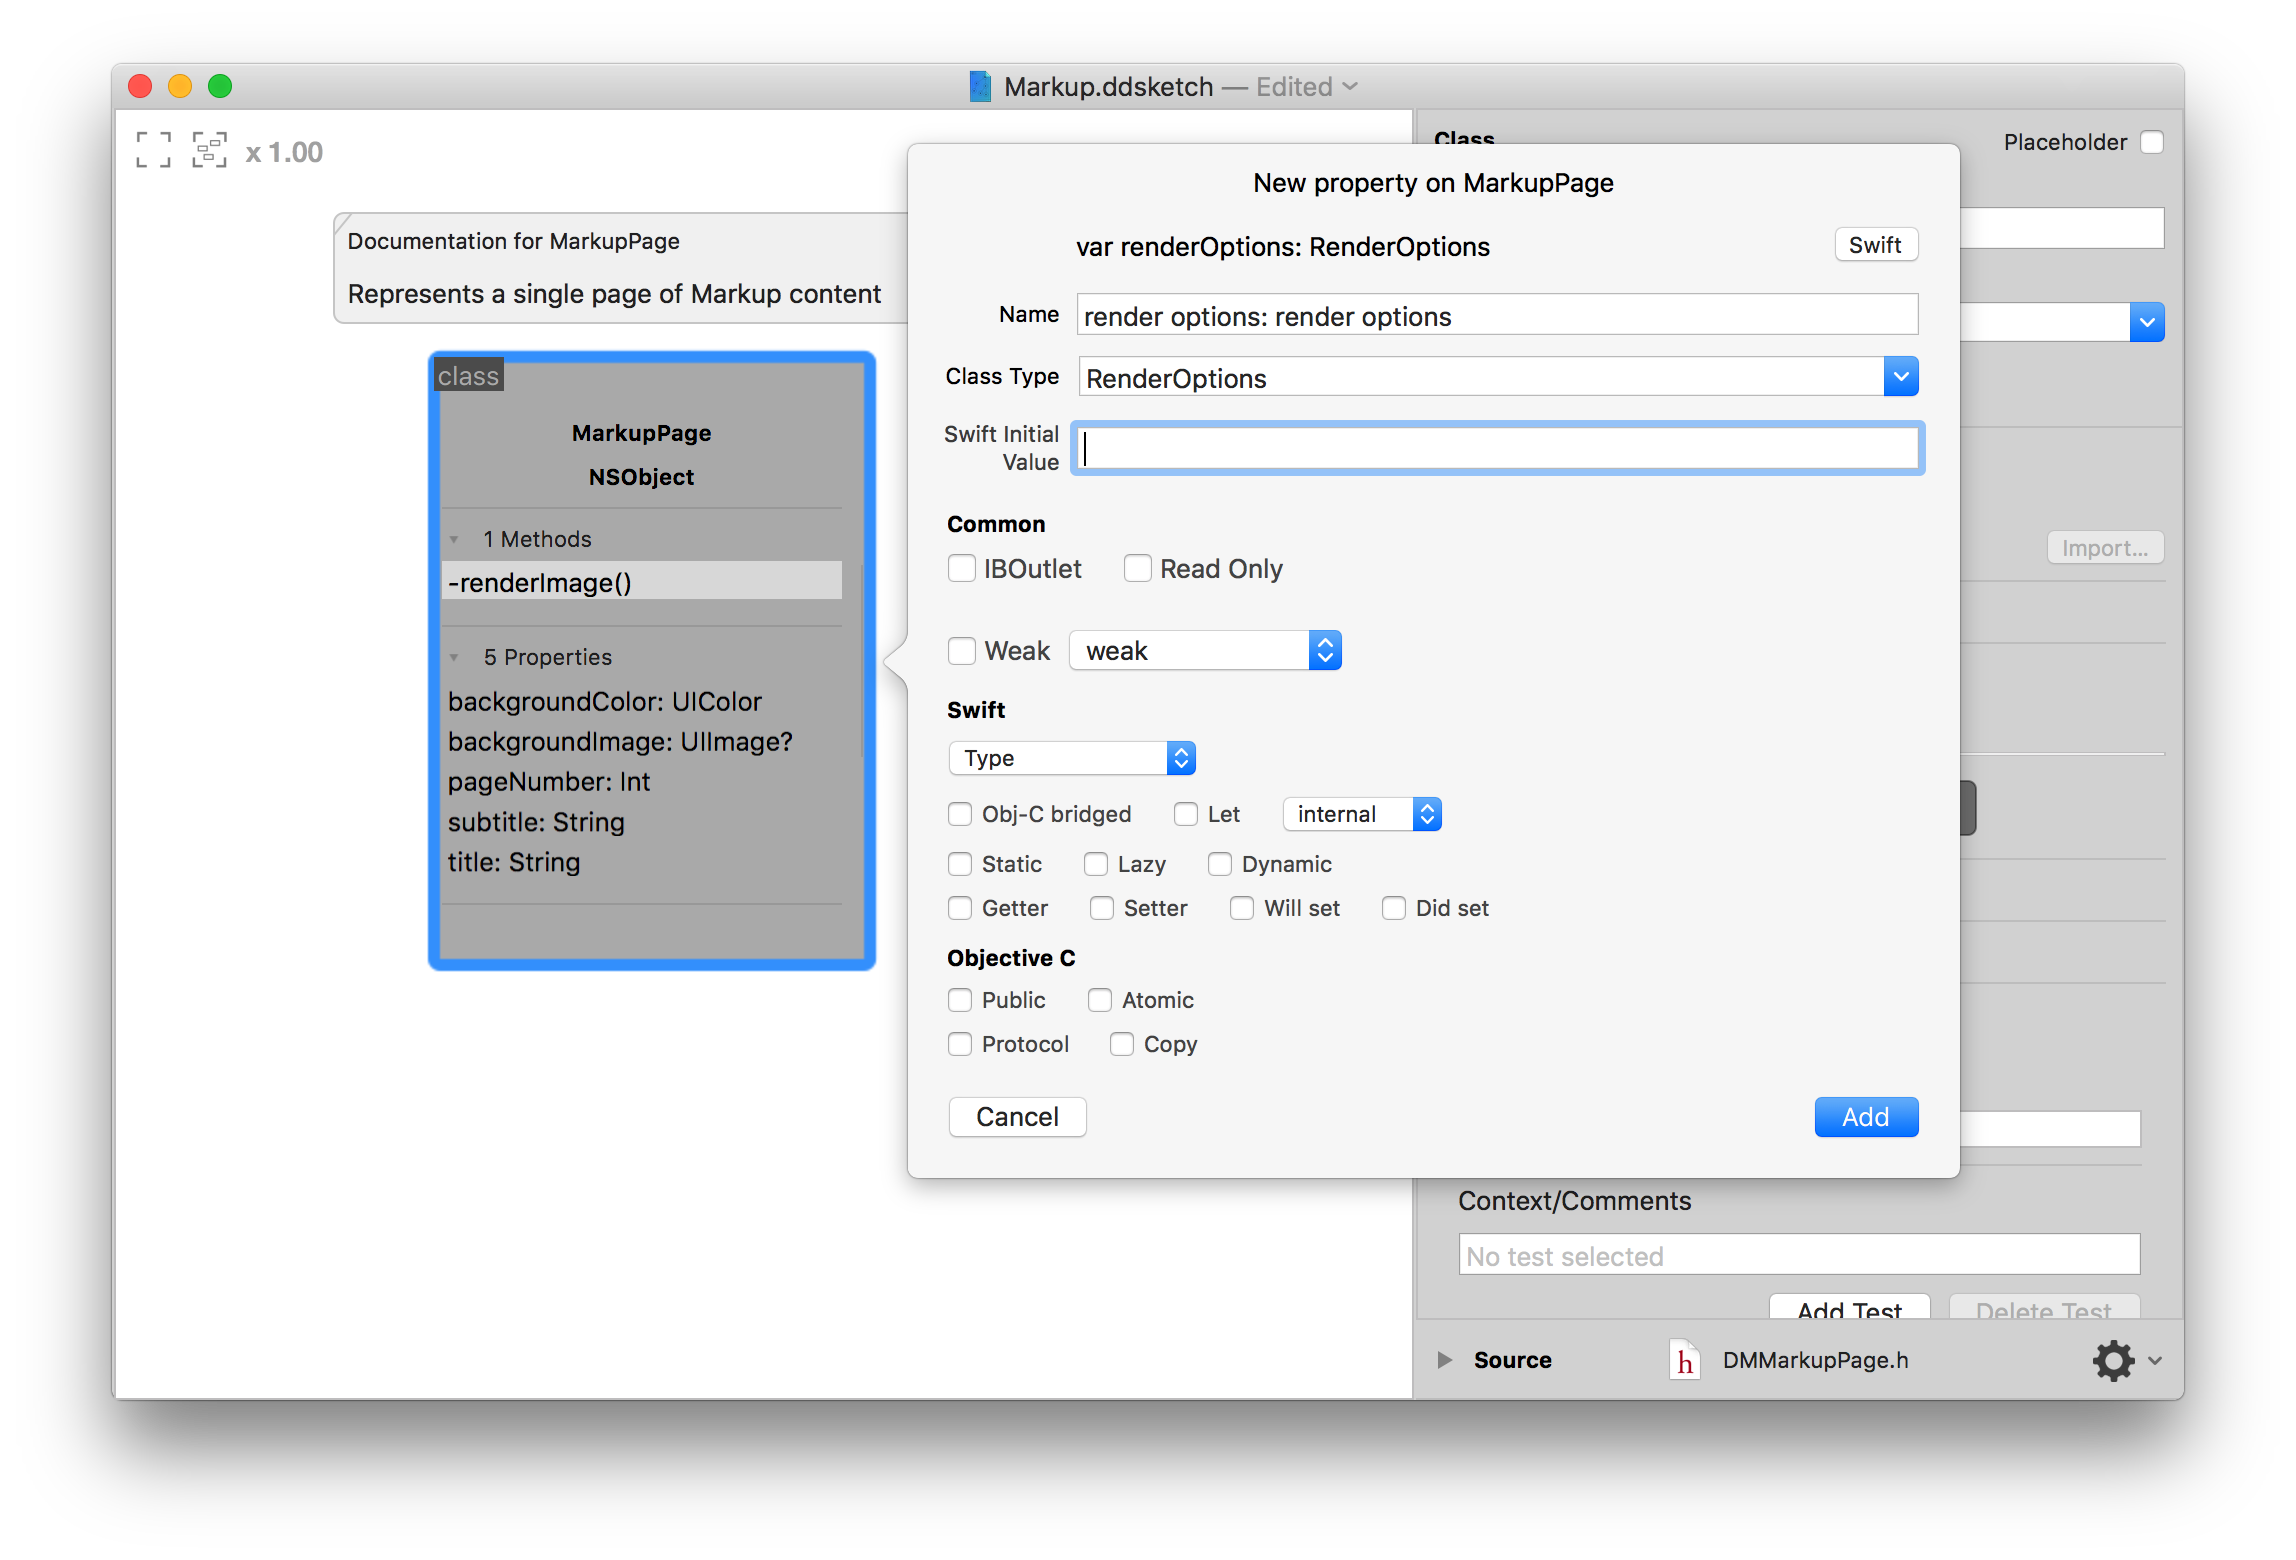 Markup.ddsketch — Edited
x 1.00
Class
Placeholder
Documentation for MarkupPage
Represents a single page of Markup content
class
MarkupPage
NSObject
1 Methods
-renderImage()
5 Properties
backgroundColor: UIColor
backgroundImage: UIImage?
pageNumber: Int
subtitle: String
title: String
New property on MarkupPage
var renderOptions: RenderOptions
Swift
Name
render options: render options
Class Type
RenderOptions
Swift Initial
Value
Common
IBOutlet
Read Only
Weak
weak
Swift
Type
Obj-C bridged
Let
internal
Static
Lazy
Dynamic
Getter
Setter
Will set
Did set
Objective C
Public
Atomic
Protocol
Copy
Cancel
Add
Import...
Context/Comments
No test selected
Add Test
Delete Test
Source
h
DMMarkupPage.h